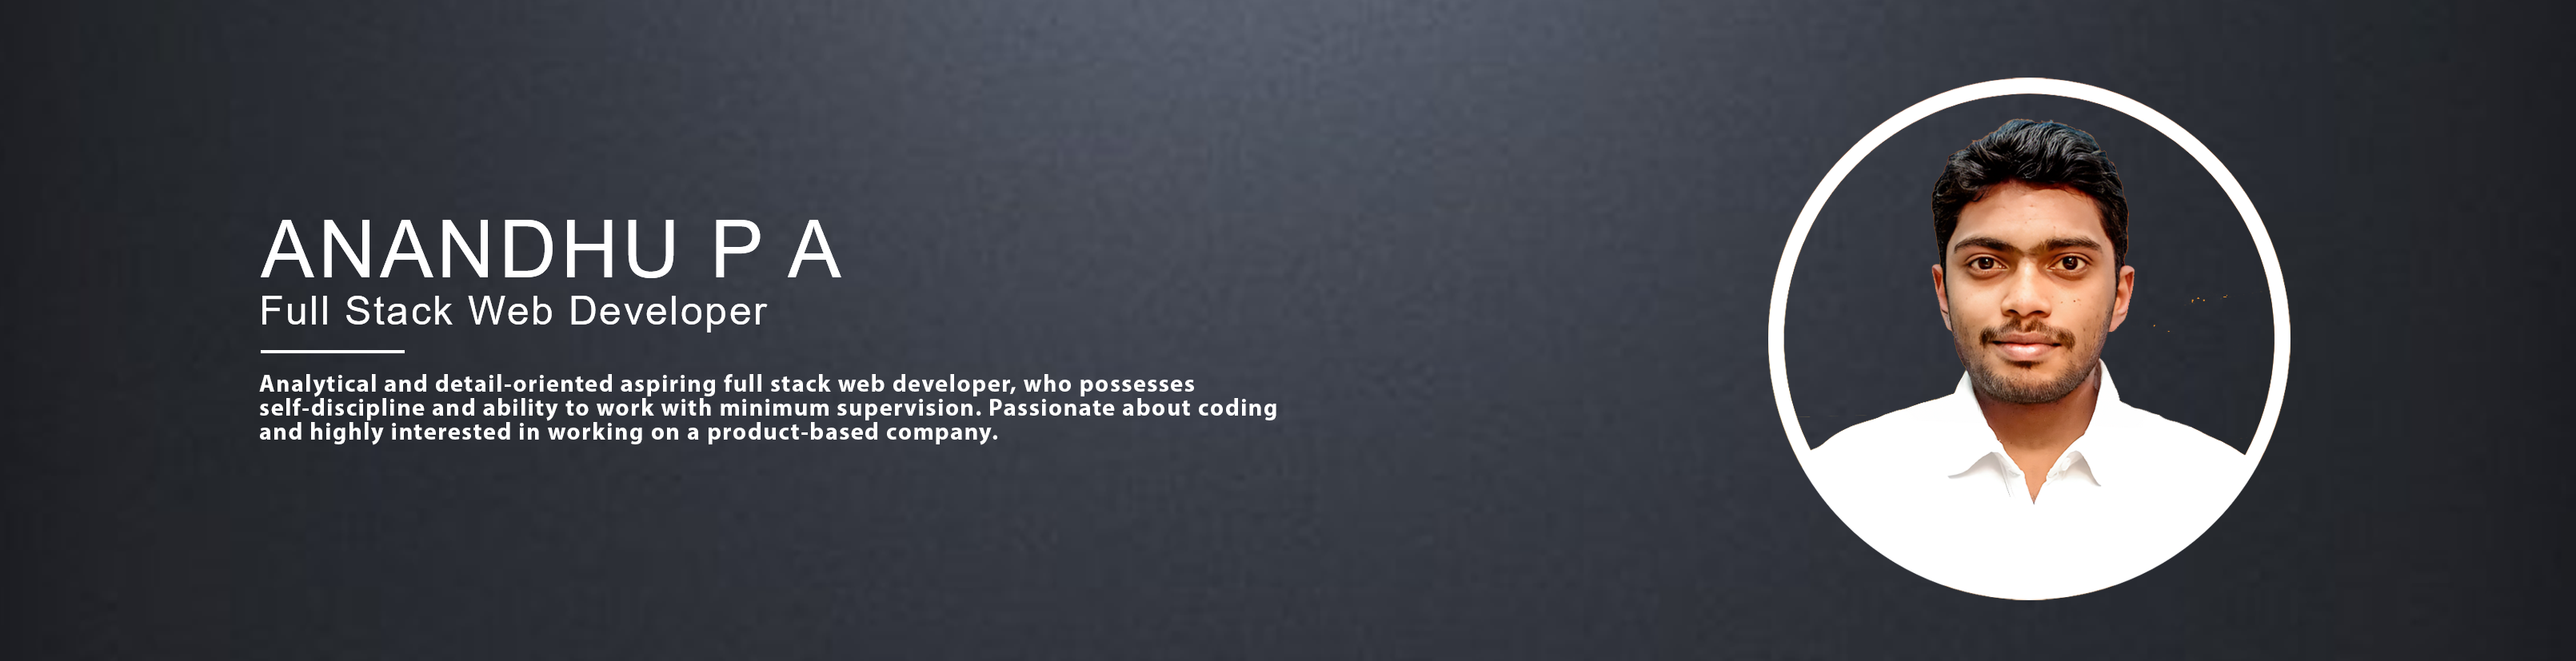 ANANDHU P A
Full Stack Web Developer
Analytical and detail-oriented aspiring full stack web developer, who possesses
self-discipline and ability to work with minimum supervision. Passionate about coding
and highly interested in working on a product-based company.